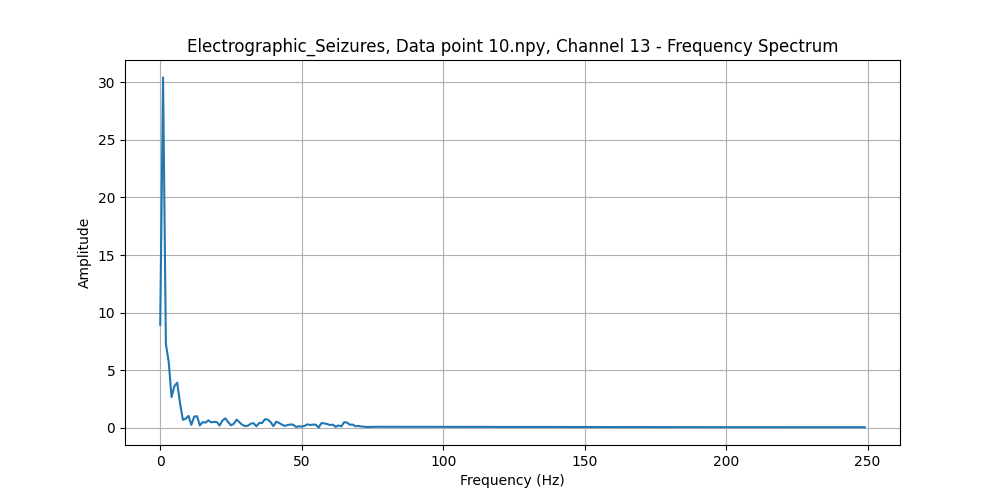 Electrographic_Seizures, Data point 10.npy, Channel 13 - Frequency Spectrum
30
25
20
15
10
5
0
Amplitude
0 50 100 150 200 250
Frequency (Hz)